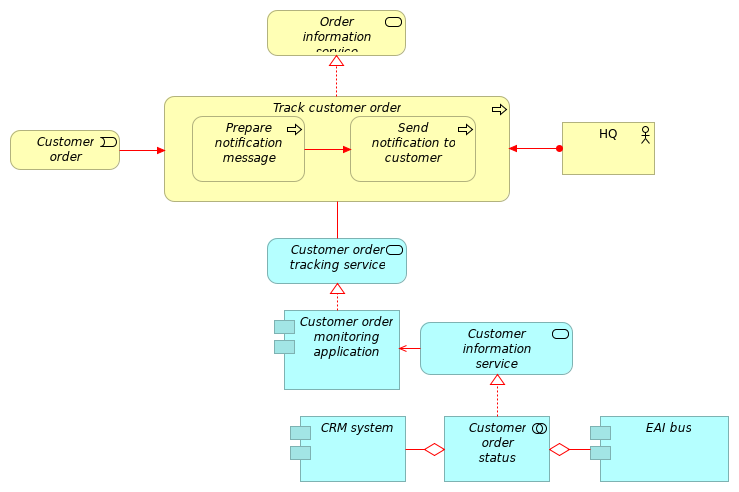 Order
information
service
Track customer order
Prepare
notification
message
Send
notification to
customer
Customer
order
HQ
Customer order
tracking service
Customer order
monitoring
application
Customer
information
service
CRM system
Customer
order
status
EAI bus